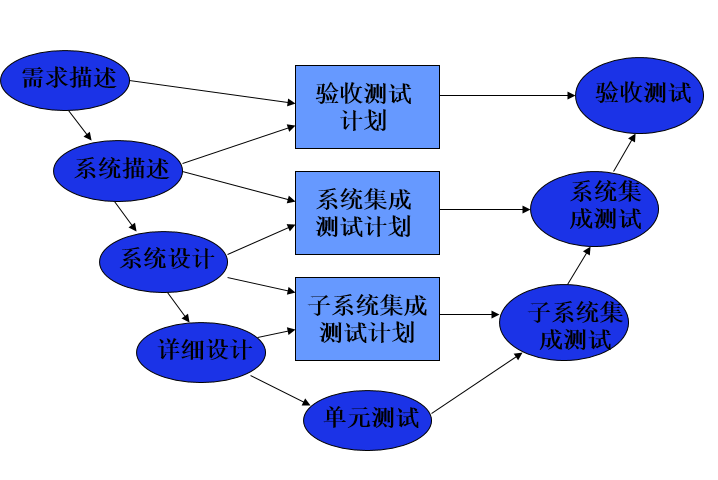 需求描述
验收测试
计划
验收测试
系统描述
系统集成
测试计划
系统集
成测试
系统设计
子系统集成
测试计划
子系统集
成测试
详细设计
单元测试